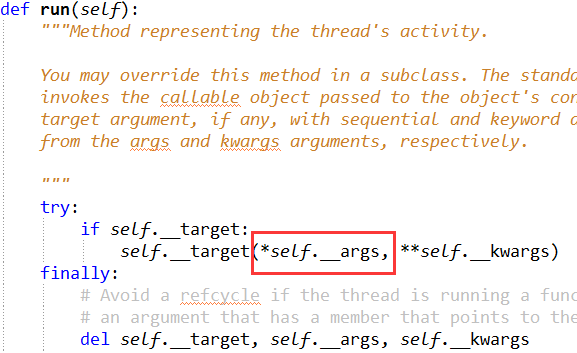 def run(self):
"""Method representing the thread's activity.
You may override this method in a subclass. The standa
invokes the callable object passed to the object's con
target argument, if any, with sequential and keyword a
from the args and kwargs arguments, respectively.
"""
try:
if self.__target:
self.__target(*self.__args, **self.__kwargs)
finally:
# Avoid a refcycle if the thread is running a func
# an argument that has a member that points to the
del self.__target, self.__args, self.__kwargs